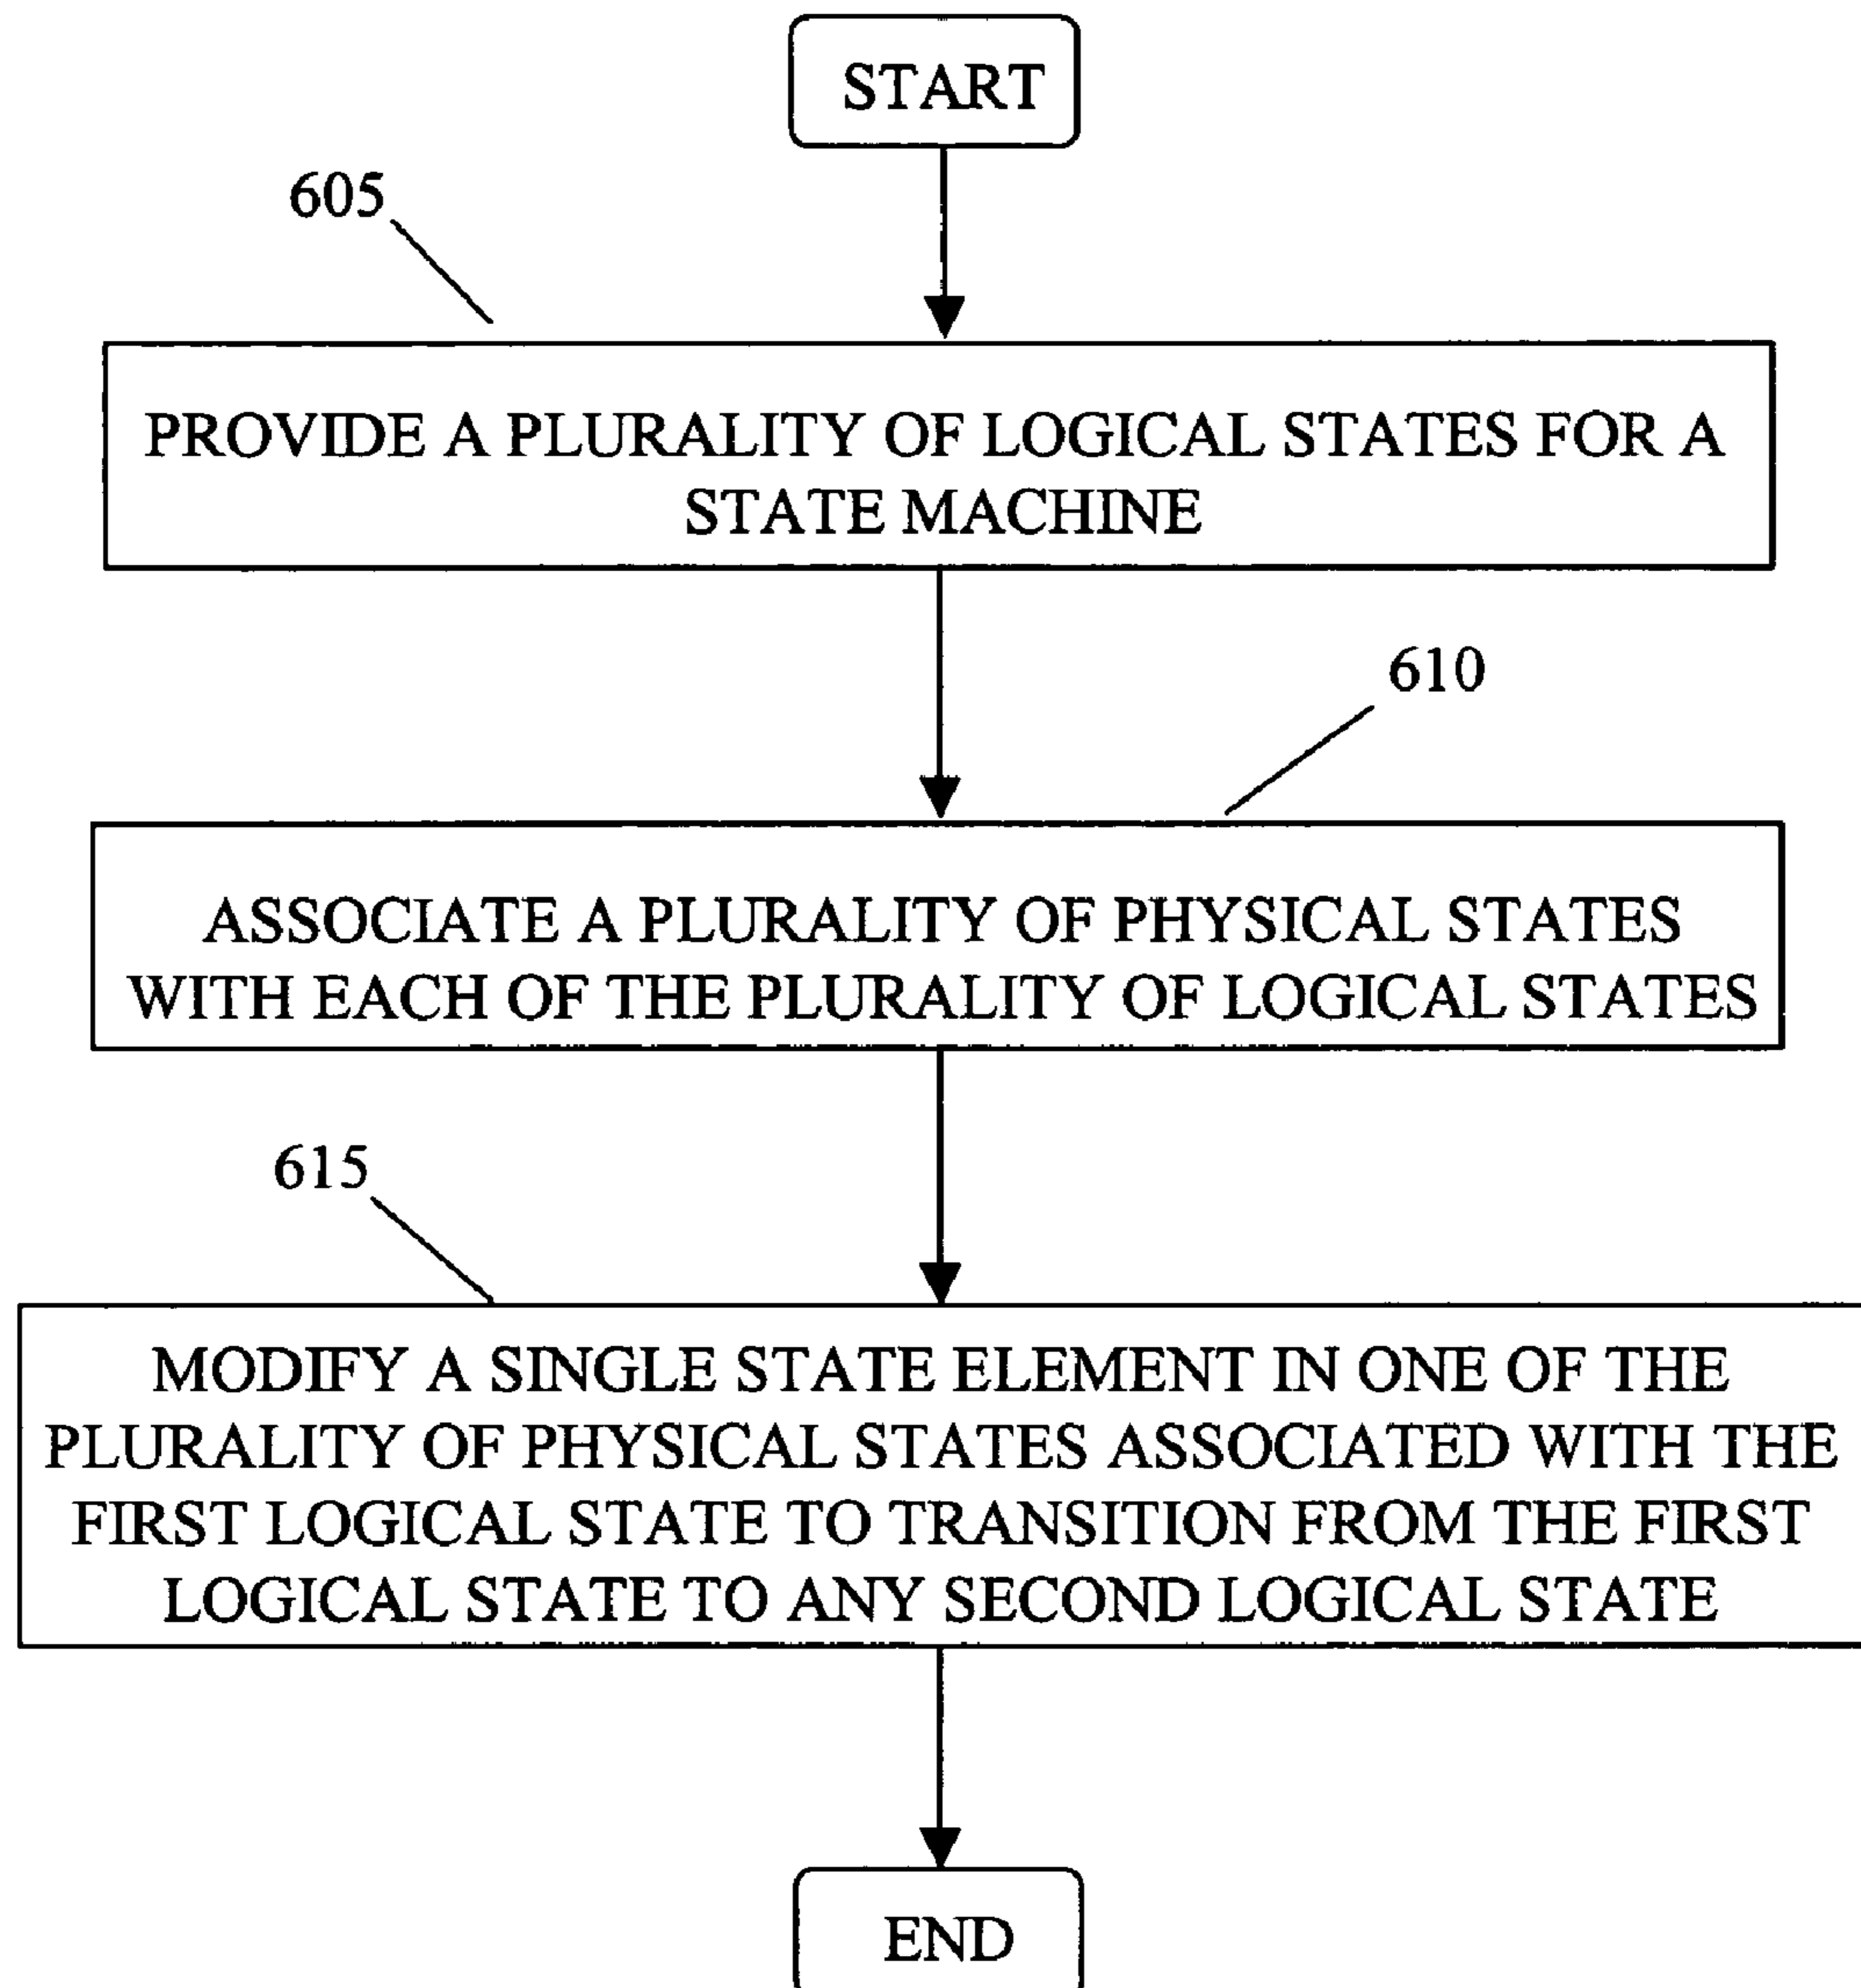 START
605
PROVIDE A PLURALITY OF LOGICAL STATES FOR A
STATE MACHINE
610
ASSOCIATE A PLURALITY OF PHYSICAL STATES
WITH EACH OF THE PLURALITY OF LOGICAL STATES
615
MODIFY A SINGLE STATE ELEMENT IN ONE OF THE
PLURALITY OF PHYSICAL STATES ASSOCIATED WITH THE
FIRST LOGICAL STATE TO TRANSITION FROM THE FIRST
LOGICAL STATE TO ANY SECOND LOGICAL STATE
END